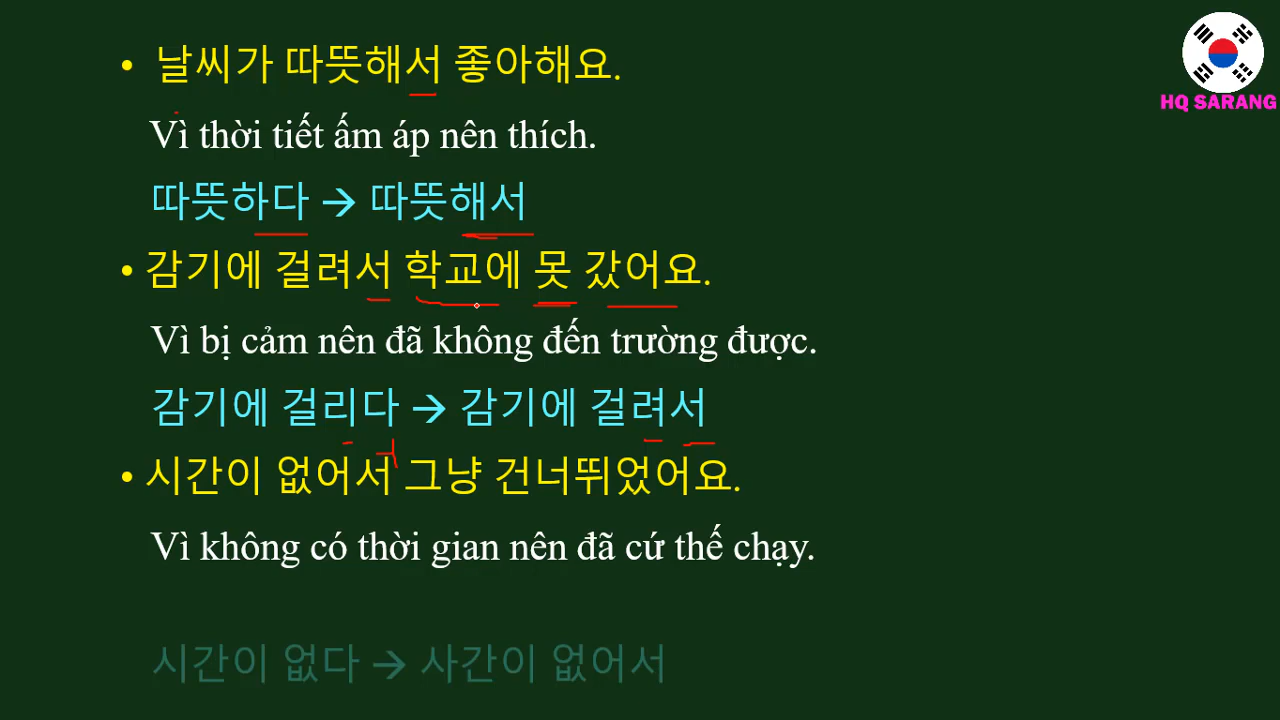 • 날씨가 따뜻해서 좋아해요.
HQ SARANG
Vì thời tiết ấm áp nên thích.
따뜻하다 → 따뜻해서
• 감기에 걸려서 학교에 못 갔어요.
Vì bị cảm nên đã không đến trường được.
감기에 걸리다 → 감기에 걸려서
• 시간이 없어서 그냥 건너뛰었어요.
Vì không có thời gian nên đã cứ thế chạy.
시간이 없다 → 사간이 없어서